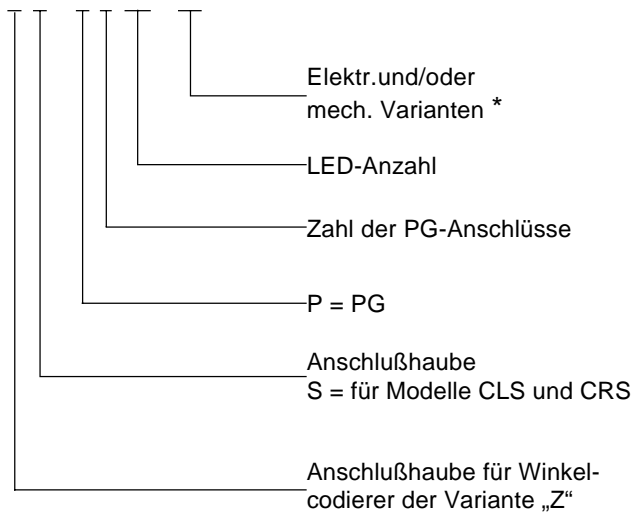 Elektr.und/oder
mech. Varianten *
LED-Anzahl
Zahl der PG-Anschlüsse
P = PG
Anschlußhaube
S = für Modelle CLS und CRS
Anschlußhaube für Winkel-
codierer der Variante „Z“